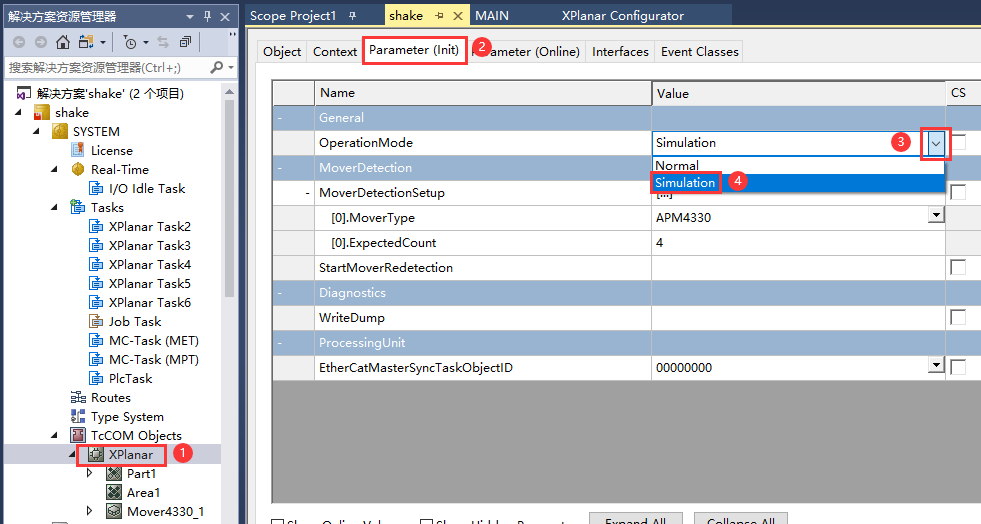 解决方案资源管理器
搜索解决方案资源管理器(Ctrl+;)
解决方案'shake' (2 个项目)
shake
SYSTEM
License
Real-Time
I/O Idle Task
Tasks
XPlanar Task2
XPlanar Task3
XPlanar Task4
XPlanar Task5
XPlanar Task6
Job Task
MC-Task (MET)
MC-Task (MPT)
PlcTask
Routes
Type System
TcCOM Objects
XPlanar 1
Part1
Area1
Mover4330_1
Scope Project1 shake MAIN XPlanar Configurator
Object Context Parameter (Init) 2 Parameter (Online) Interfaces Event Classes
Name Value CS
- General
OperationMode Simulation 3
Normal
- MoverDetection Simulation 4
- MoverDetectionSetup [...]
[0].MoverType APM4330
[0].ExpectedCount 4
StartMoverRedetection
- Diagnostics
WriteDump
- ProcessingUnit
EtherCatMasterSyncTaskObjectID 00000000
Expand All Collapse All